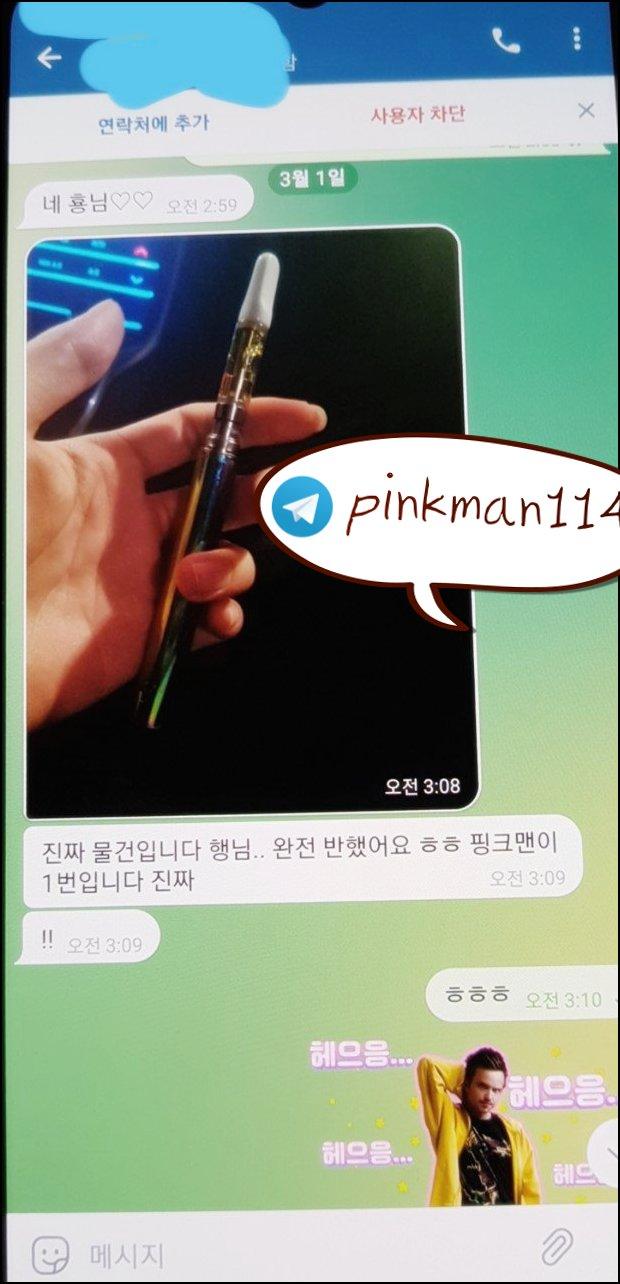 함
연락처에 추가
사용자 차단
3월 1일
네 횽님♡♡ 오전 2:59
pinkman114
오전 3:08
진짜 물건입니다 행님.. 완전 반했어요 ㅎㅎ 핑크맨이
1번입니다 진짜
오전 3:09
!! 오전 3:09
ㅎㅎㅎ 오전 3:10
헤으응...
헤으응.
헤으응...
헤으
메시지